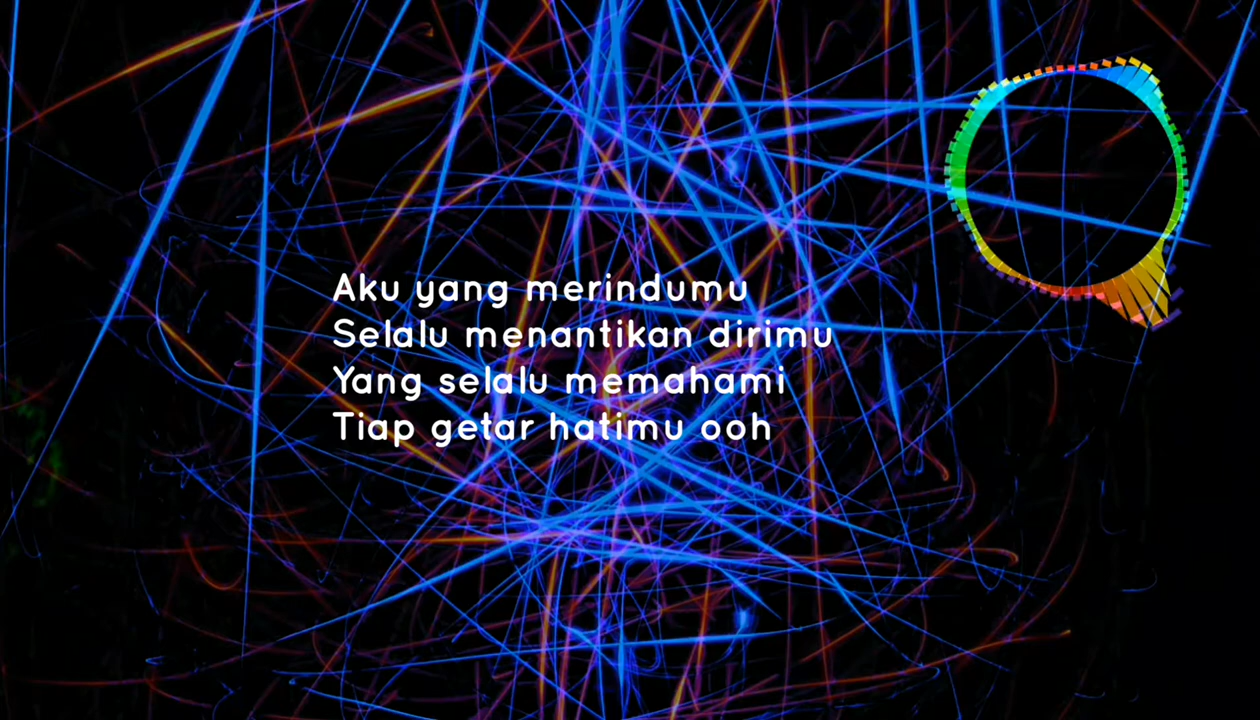 Aku yang merindumu
Selalu menantikan dirimu
Yang selalu memahami
Tiap getar hatimu ooh